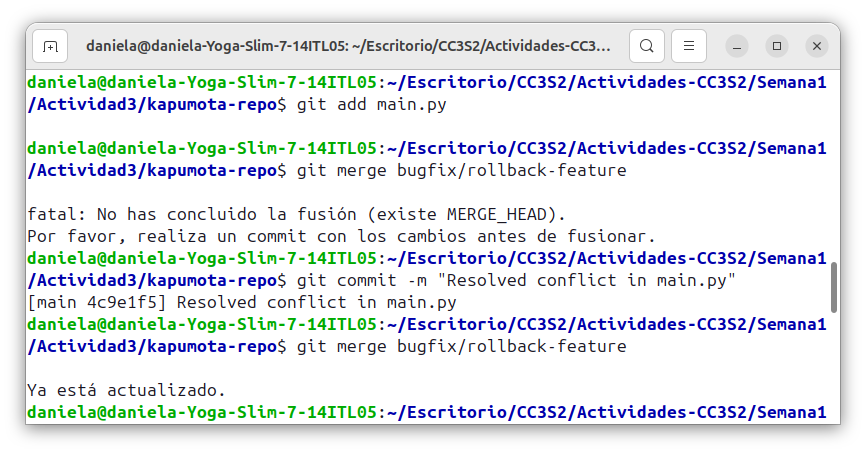 daniela@daniela-Yoga-Slim-7-14ITL05: ~/Escritorio/CC3S2/Actividades-CC3...
daniela@daniela-Yoga-Slim-7-14ITL05:~/Escritorio/CC3S2/Actividades-CC3S2/Semana1
/Actividad3/kapumota-repo$ git add main.py
daniela@daniela-Yoga-Slim-7-14ITL05:~/Escritorio/CC3S2/Actividades-CC3S2/Semana1
/Actividad3/kapumota-repo$ git merge bugfix/rollback-feature
fatal: No has concluido la fusión (existe MERGE_HEAD).
Por favor, realiza un commit con los cambios antes de fusionar.
daniela@daniela-Yoga-Slim-7-14ITL05:~/Escritorio/CC3S2/Actividades-CC3S2/Semana1
/Actividad3/kapumota-repo$ git commit -m "Resolved conflict in main.py"
[main 4c9e1f5] Resolved conflict in main.py
daniela@daniela-Yoga-Slim-7-14ITL05:~/Escritorio/CC3S2/Actividades-CC3S2/Semana1
/Actividad3/kapumota-repo$ git merge bugfix/rollback-feature
Ya está actualizado.
daniela@daniela-Yoga-Slim-7-14ITL05:~/Escritorio/CC3S2/Actividades-CC3S2/Semana1